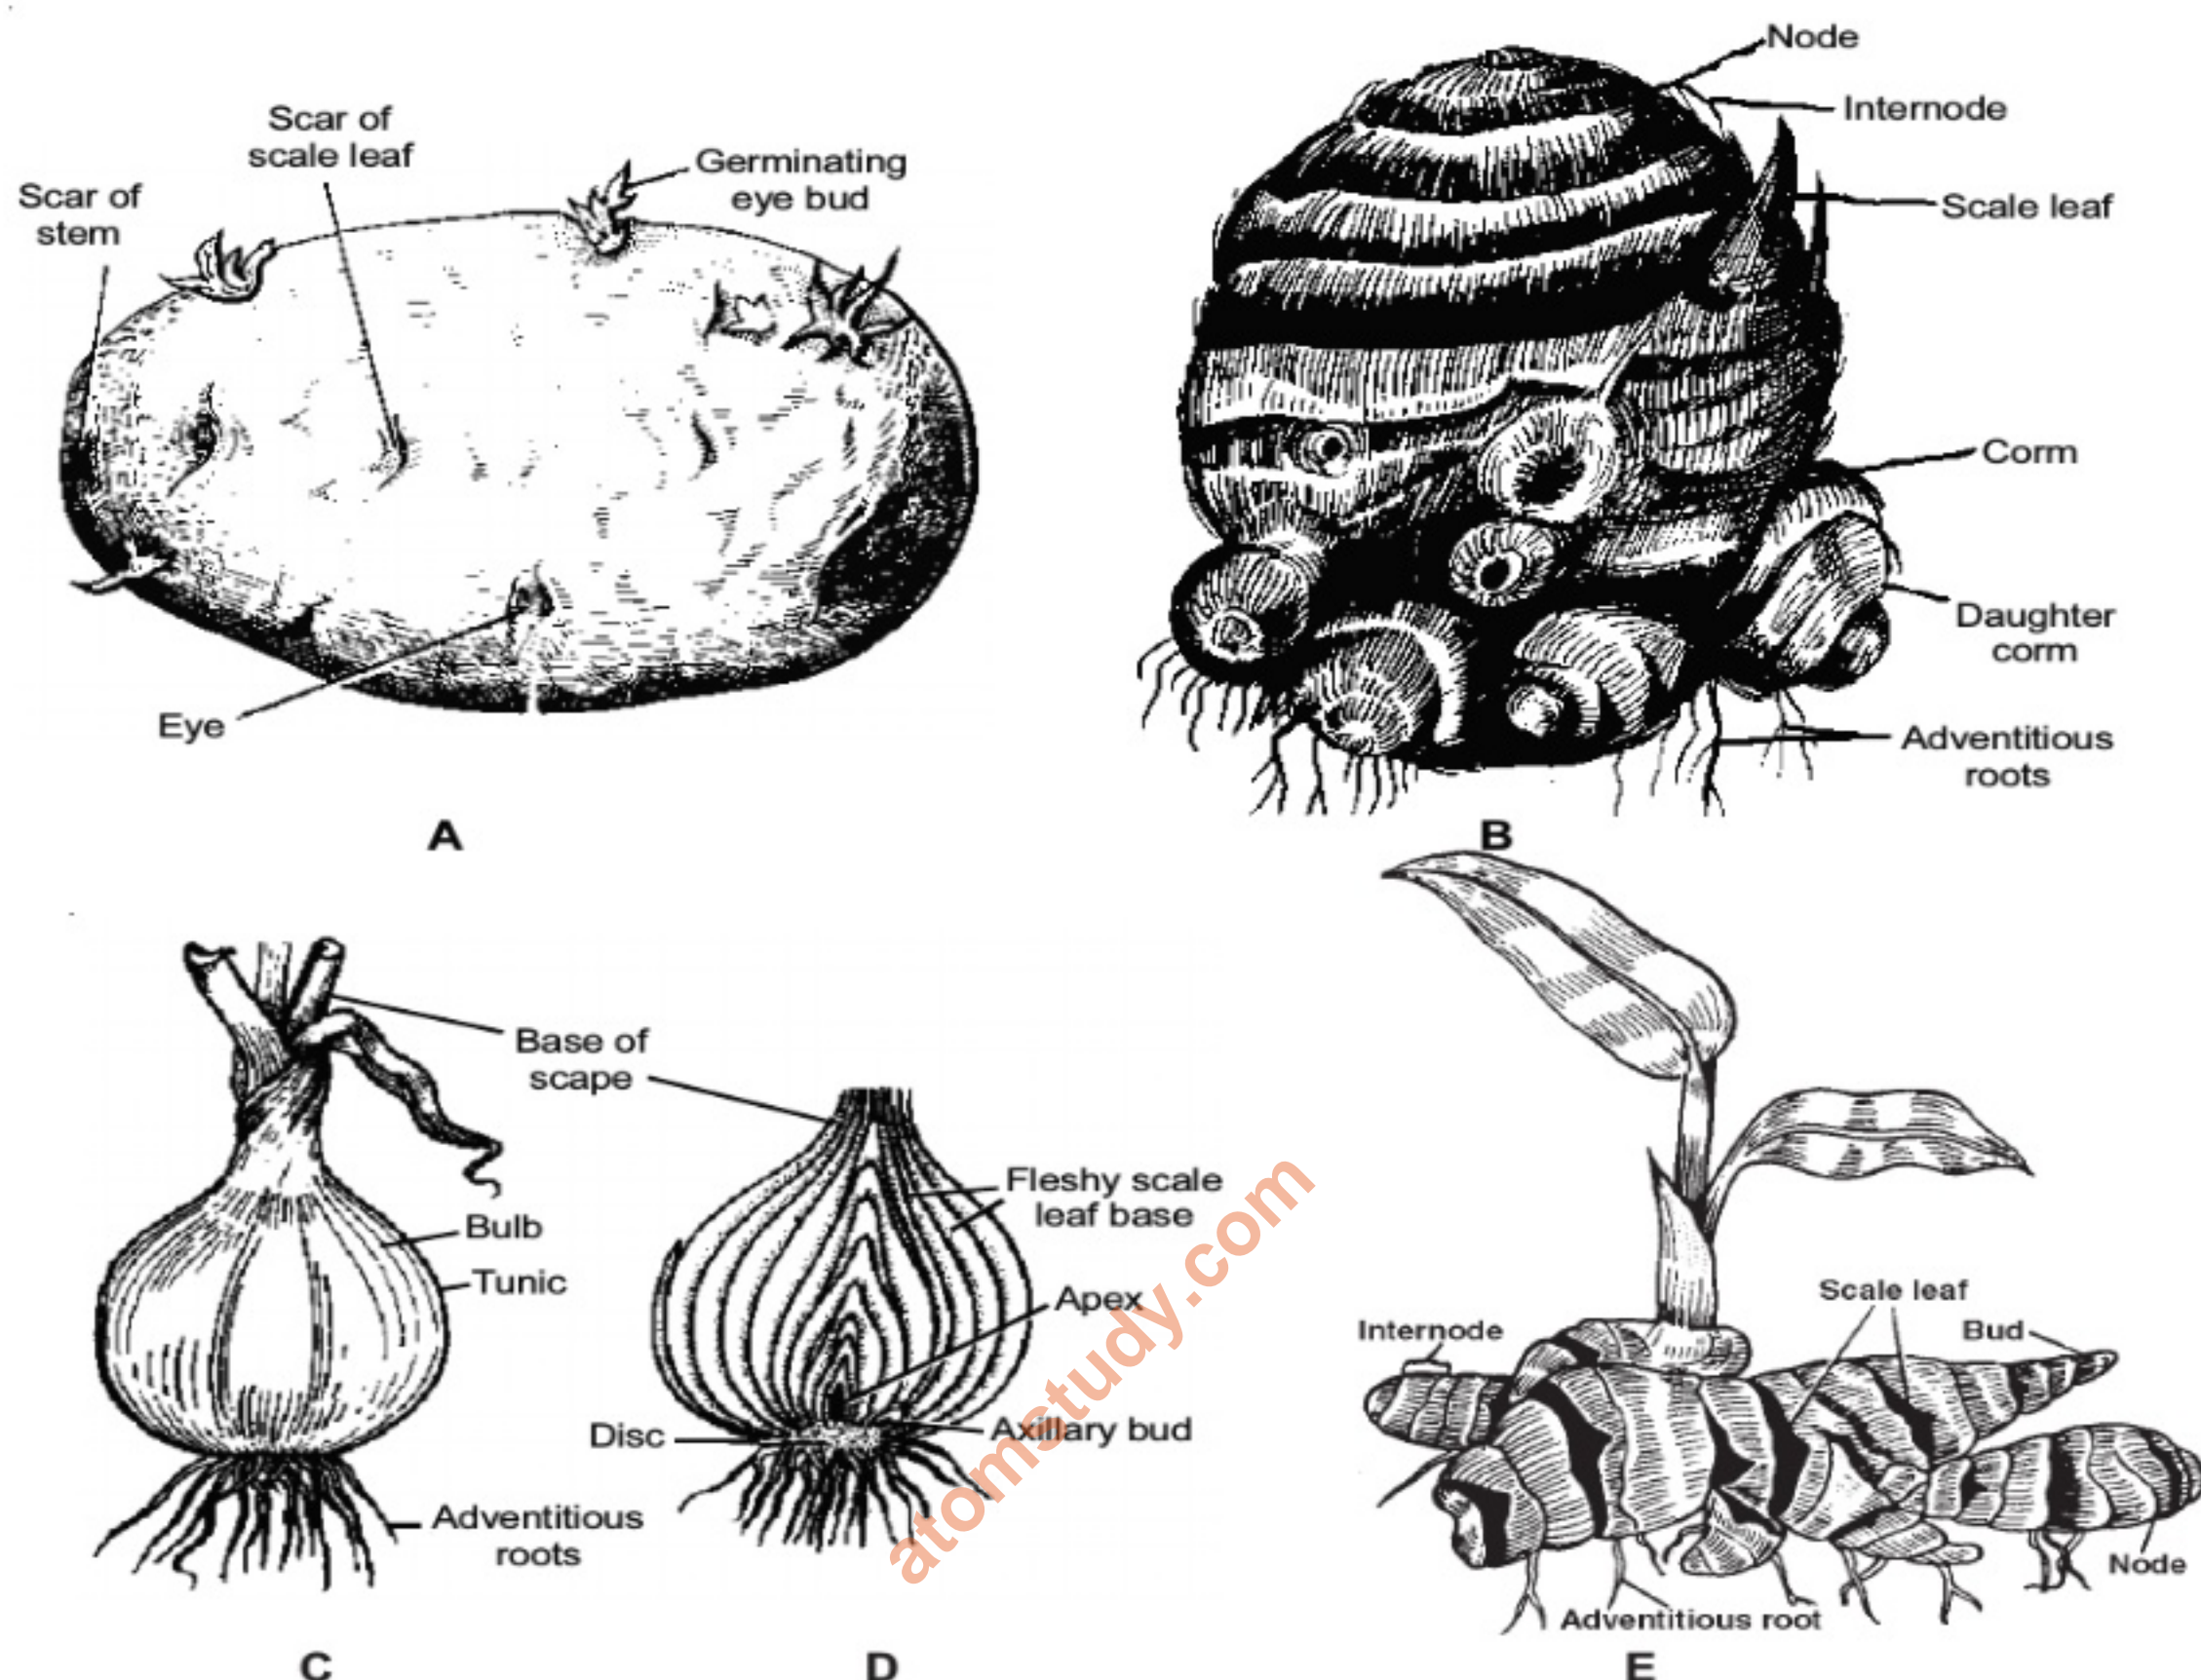 Scar of
scale leaf
Scar of
stem
Germinating
eye bud
Eye
A
Node
Internode
Scale leaf
Corm
Daughter
corm
Adventitious
roots
B
Base of
scape
Bulb
Tunic
Adventitious
roots
C
Fleshy scale
leaf base
Apex
Axillary bud
Disc
D
atomstudy.com
Scale leaf
Internode
Bud
Node
Adventitious root
E